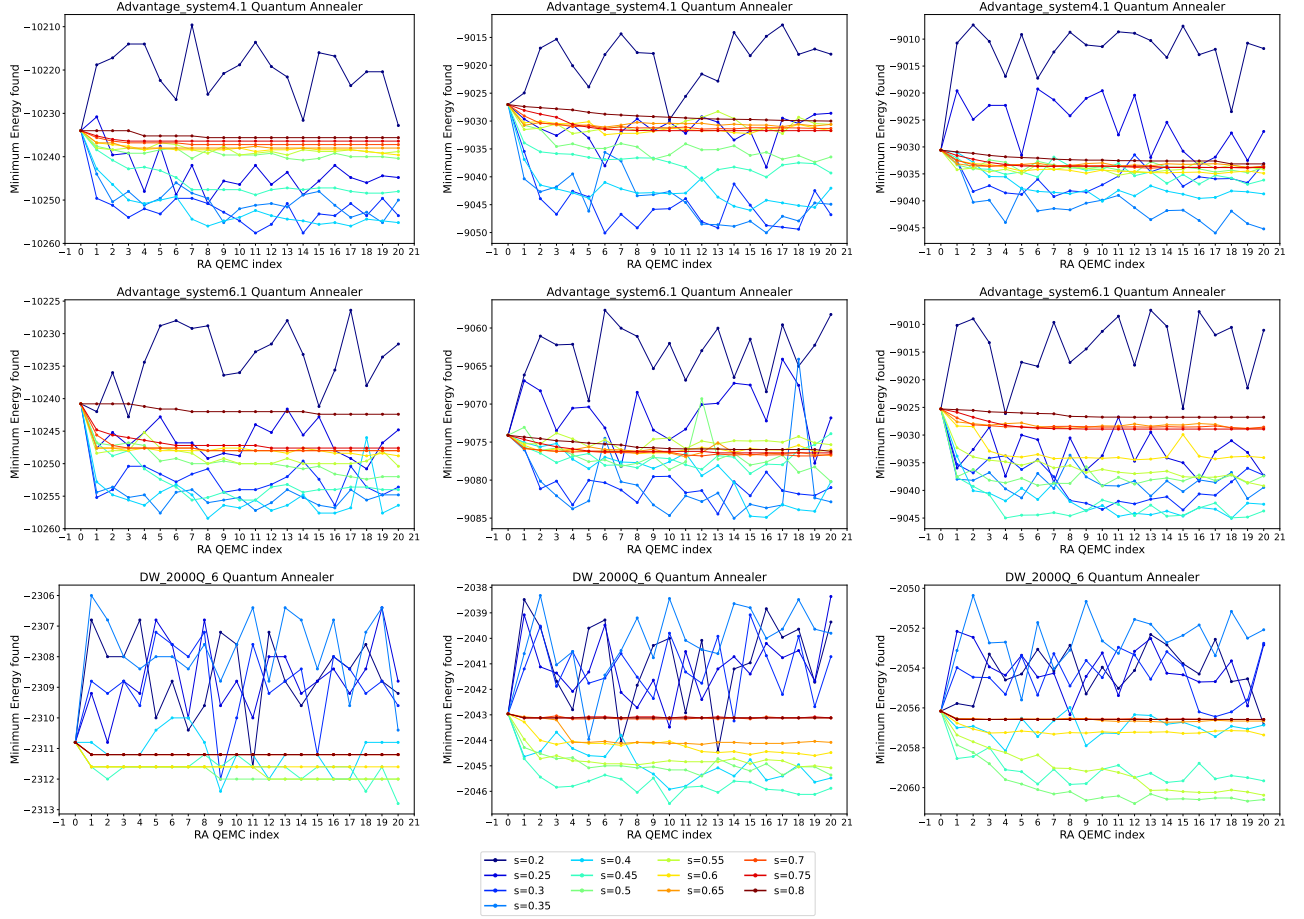 Advantage_system4.1 Quantum Annealer
Minimum Energy found
−10210
−10220
−10230
−10240
−10250
−10260
−1 0 1 2 3 4 5 6 7 8 9 10 11 12 13 14 15 16 17 18 19 20 21
RA QEMC index
Advantage_system4.1 Quantum Annealer
Minimum Energy found
−9015
−9020
−9025
−9030
−9035
−9040
−9045
−9050
−1 0 1 2 3 4 5 6 7 8 9 10 11 12 13 14 15 16 17 18 19 20 21
RA QEMC index
Advantage_system4.1 Quantum Annealer
Minimum Energy found
−9010
−9015
−9020
−9025
−9030
−9035
−9040
−9045
−1 0 1 2 3 4 5 6 7 8 9 10 11 12 13 14 15 16 17 18 19 20 21
RA QEMC index
Advantage_system6.1 Quantum Annealer
Minimum Energy found
−10225
−10230
−10235
−10240
−10245
−10250
−10255
−10260
−1 0 1 2 3 4 5 6 7 8 9 10 11 12 13 14 15 16 17 18 19 20 21
RA QEMC index
Advantage_system6.1 Quantum Annealer
Minimum Energy found
−9060
−9065
−9070
−9075
−9080
−9085
−1 0 1 2 3 4 5 6 7 8 9 10 11 12 13 14 15 16 17 18 19 20 21
RA QEMC index
Advantage_system6.1 Quantum Annealer
Minimum Energy found
−9010
−9015
−9020
−9025
−9030
−9035
−9040
−9045
−1 0 1 2 3 4 5 6 7 8 9 10 11 12 13 14 15 16 17 18 19 20 21
RA QEMC index
DW_2000Q_6 Quantum Annealer
Minimum Energy found
−2306
−2307
−2308
−2309
−2310
−2311
−2312
−2313
−1 0 1 2 3 4 5 6 7 8 9 10 11 12 13 14 15 16 17 18 19 20 21
RA QEMC index
DW_2000Q_6 Quantum Annealer
Minimum Energy found
−2038
−2039
−2040
−2041
−2042
−2043
−2044
−2045
−2046
−1 0 1 2 3 4 5 6 7 8 9 10 11 12 13 14 15 16 17 18 19 20 21
RA QEMC index
DW_2000Q_6 Quantum Annealer
Minimum Energy found
−2050
−2052
−2054
−2056
−2058
−2060
−1 0 1 2 3 4 5 6 7 8 9 10 11 12 13 14 15 16 17 18 19 20 21
RA QEMC index
s=0.2
s=0.25
s=0.3
s=0.35
s=0.4
s=0.45
s=0.5
s=0.55
s=0.6
s=0.65
s=0.7
s=0.75
s=0.8